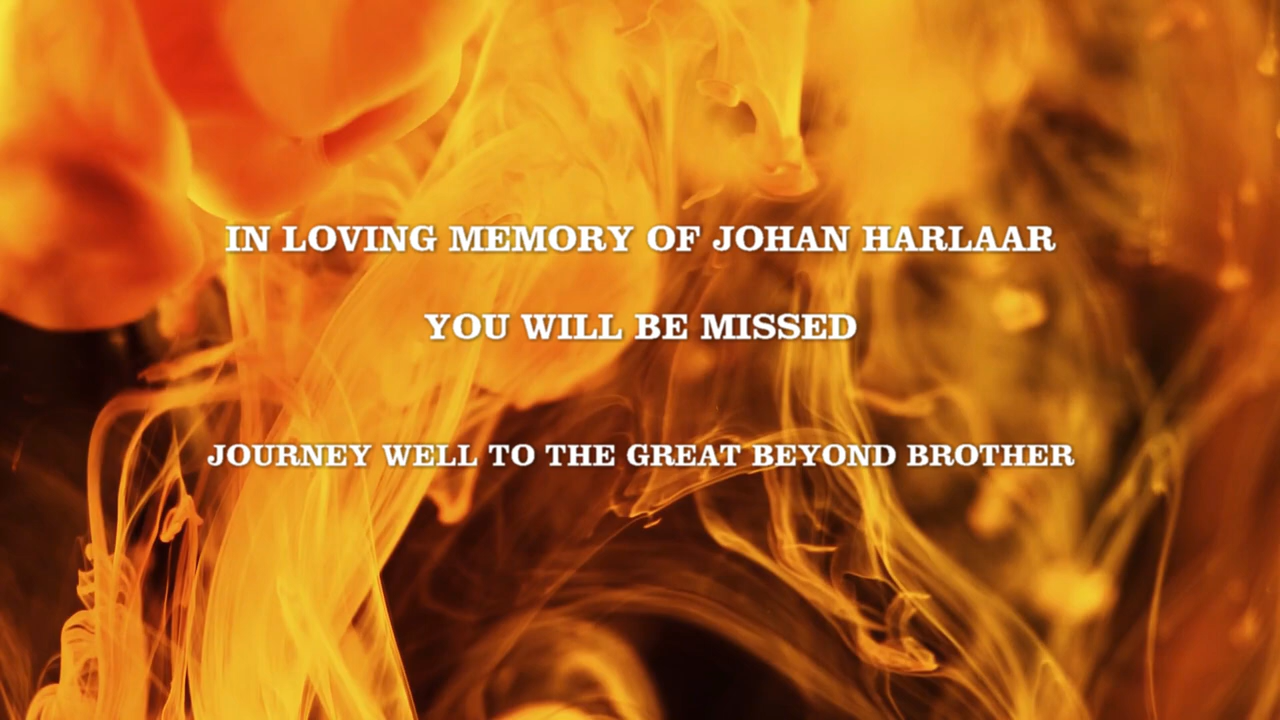 IN LOVING MEMORY OF JOHAN HARLAAR
YOU WILL BE MISSED
JOURNEY WELL TO THE GREAT BEYOND BROTHER